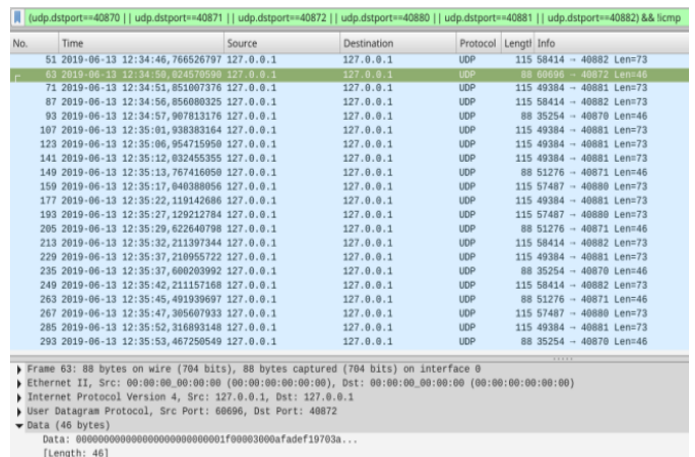 (udp.dstport==40870 || udp.dstport==40871 || udp.dstport==40872 || udp.dstport==40880 || udp.dstport==40881 || udp.dstport==40882) && !icmp
No. Time Source Destination Protocol Lengtl Info
51 2019-06-13 12:34:46,766526797 127.0.0.1 127.0.0.1 UDP 115 58414 → 40882 Len=73
63 2019-06-13 12:34:50,024570590 127.0.0.1 127.0.0.1 UDP 88 60696 → 40872 Len=46
71 2019-06-13 12:34:51,851007376 127.0.0.1 127.0.0.1 UDP 115 49384 → 40881 Len=73
87 2019-06-13 12:34:56,856080325 127.0.0.1 127.0.0.1 UDP 115 58414 → 40882 Len=73
93 2019-06-13 12:34:57,907813176 127.0.0.1 127.0.0.1 UDP 88 35254 → 40870 Len=46
107 2019-06-13 12:35:01,938383164 127.0.0.1 127.0.0.1 UDP 115 49384 → 40881 Len=73
123 2019-06-13 12:35:06,954715950 127.0.0.1 127.0.0.1 UDP 115 49384 → 40881 Len=73
141 2019-06-13 12:35:12,032455355 127.0.0.1 127.0.0.1 UDP 115 49384 → 40881 Len=73
149 2019-06-13 12:35:13,767416050 127.0.0.1 127.0.0.1 UDP 88 51276 → 40871 Len=46
159 2019-06-13 12:35:17,040388056 127.0.0.1 127.0.0.1 UDP 115 57487 → 40880 Len=73
177 2019-06-13 12:35:22,119142686 127.0.0.1 127.0.0.1 UDP 115 49384 → 40881 Len=73
193 2019-06-13 12:35:27,129212784 127.0.0.1 127.0.0.1 UDP 115 57487 → 40880 Len=73
205 2019-06-13 12:35:29,622640798 127.0.0.1 127.0.0.1 UDP 88 51276 → 40871 Len=46
213 2019-06-13 12:35:32,211397344 127.0.0.1 127.0.0.1 UDP 115 58414 → 40882 Len=73
229 2019-06-13 12:35:37,210955722 127.0.0.1 127.0.0.1 UDP 115 49384 → 40881 Len=73
235 2019-06-13 12:35:37,600203992 127.0.0.1 127.0.0.1 UDP 88 35254 → 40870 Len=46
249 2019-06-13 12:35:42,211157168 127.0.0.1 127.0.0.1 UDP 115 58414 → 40882 Len=73
263 2019-06-13 12:35:45,491939697 127.0.0.1 127.0.0.1 UDP 88 51276 → 40871 Len=46
267 2019-06-13 12:35:47,305607933 127.0.0.1 127.0.0.1 UDP 115 57487 → 40880 Len=73
285 2019-06-13 12:35:52,316893148 127.0.0.1 127.0.0.1 UDP 115 49384 → 40881 Len=73
293 2019-06-13 12:35:53,467250549 127.0.0.1 127.0.0.1 UDP 88 35254 → 40870 Len=46
Frame 63: 88 bytes on wire (704 bits), 88 bytes captured (704 bits) on interface 0
Ethernet II, Src: 00:00:00_00:00:00 (00:00:00:00:00:00), Dst: 00:00:00_00:00:00 (00:00:00:00:00:00)
Internet Protocol Version 4, Src: 127.0.0.1, Dst: 127.0.0.1
User Datagram Protocol, Src Port: 60696, Dst Port: 40872
Data (46 bytes)
Data: 0000000000000000000000000001f00003000afadef19703a...
[Length: 46]